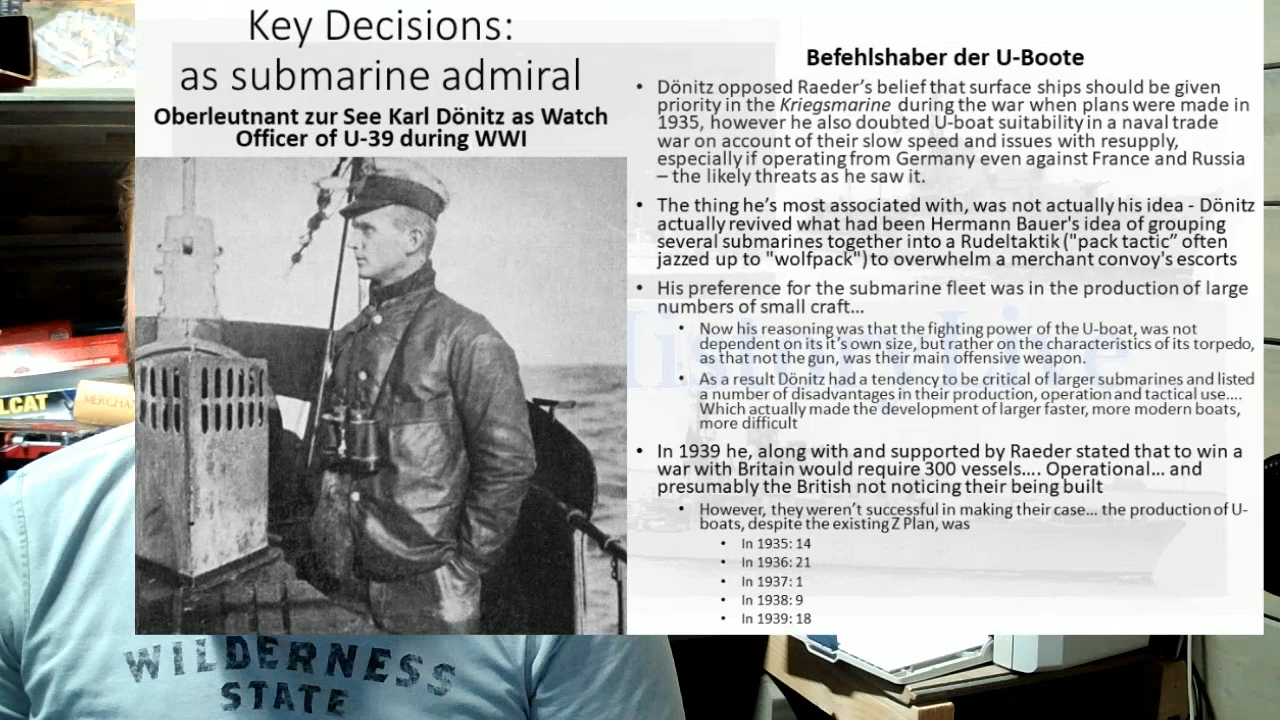 Key Decisions:
as submarine admiral
Oberleutnant zur See Karl Dönitz as Watch
Officer of U-39 during WWI
Befehlshaber der U-Boote
• Dönitz opposed Raeder's belief that surface ships should be given
priority in the Kriegsmarine during the war when plans were made in
1935, however he also doubted U-boat suitability in a naval trade
war on account of their slow speed and issues with resupply,
especially if operating from Germany even against France and Russia
– the likely threats as he saw it.
• The thing he's most associated with, was not actually his idea - Dönitz
actually revived what had been Hermann Bauer's idea of grouping
several submarines together into a Rudeltaktik ("pack tactic" often
jazzed up to "wolfpack") to overwhelm a merchant convoy's escorts
• His preference for the submarine fleet was in the production of large
numbers of small craft...
• Now his reasoning was that the fighting power of the U-boat, was not
dependent on its it's own size, but rather on the characteristics of its torpedo,
as that not the gun, was their main offensive weapon.
• As a result Dönitz had a tendency to be critical of larger submarines and listed
a number of disadvantages in their production, operation and tactical use....
Which actually made the development of larger faster, more modern boats,
more difficult
• In 1939 he, along with and supported by Raeder stated that to win a
war with Britain would require 300 vessels.... Operational... and
presumably the British not noticing their being built
• However, they weren't successful in making their case... the production of U-
boats, despite the existing Z Plan, was
• In 1935: 14
• In 1936: 21
• In 1937: 1
• In 1938: 9
• In 1939: 18
LCAT
MERCHA
WILDERNESS
STATE